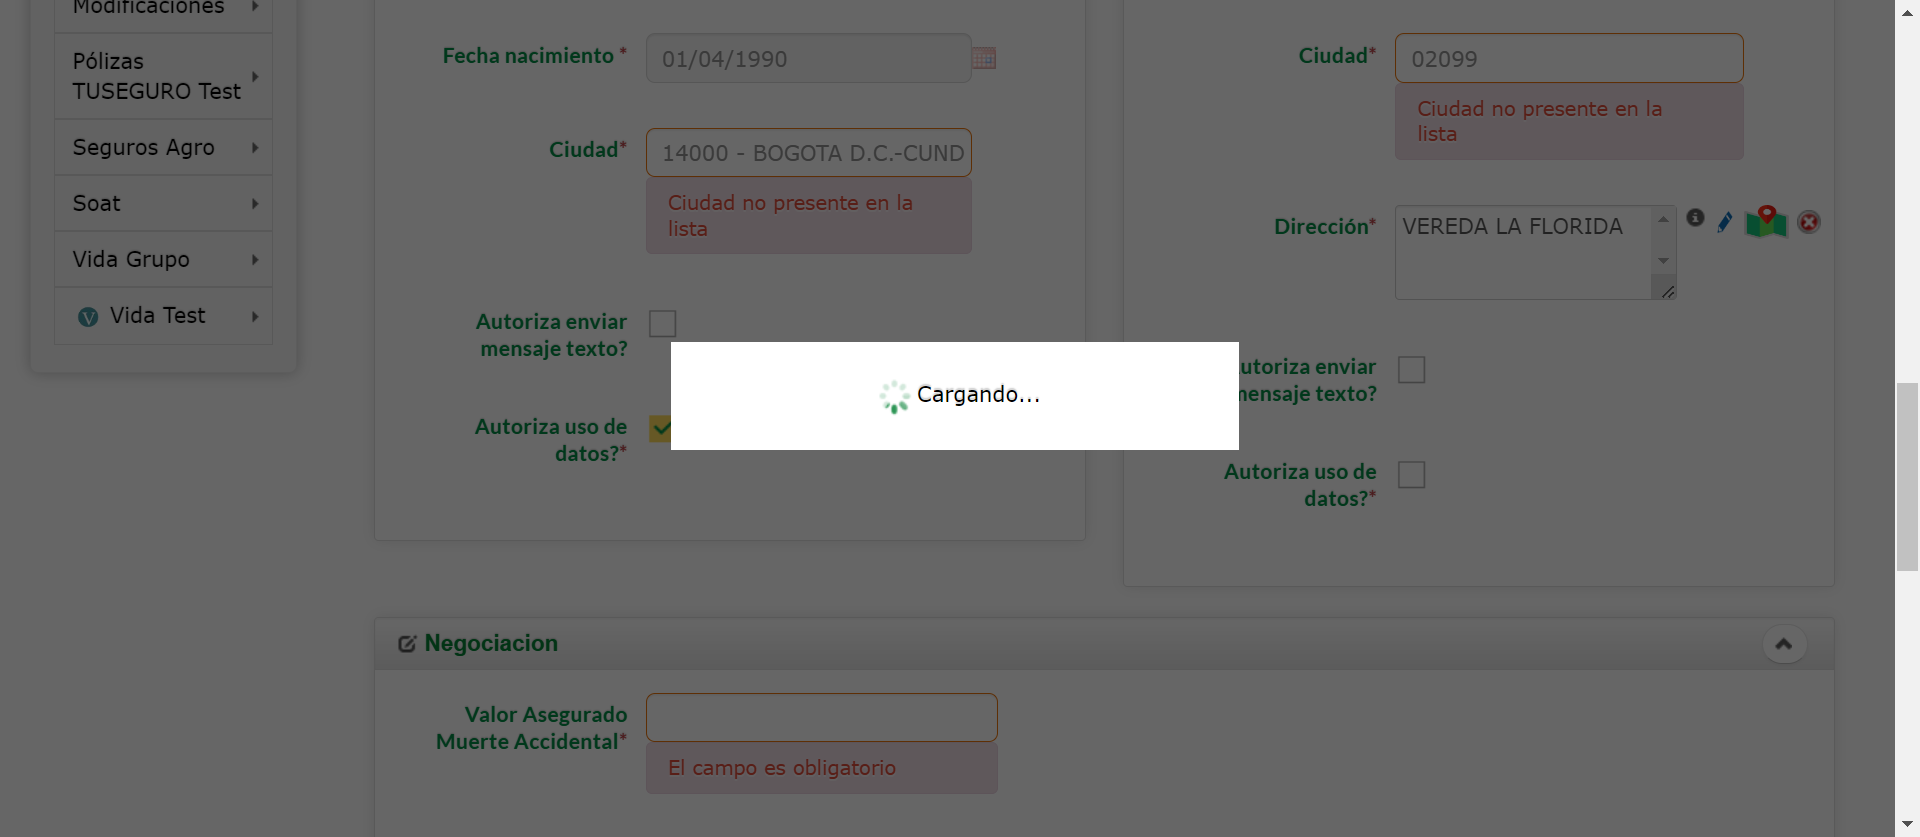 Modificaciones
Pólizas
TUSEGURO Test
Seguros Agro
Soat
Vida Grupo
Vida Test
Fecha nacimiento *
01/04/1990
Ciudad*
14000 - BOGOTA D.C.-CUND
Ciudad no presente en la
lista
Autoriza enviar
mensaje texto?
Autoriza uso de
datos?*
Ciudad*
02099
Ciudad no presente en la
lista
Dirección*
VEREDA LA FLORIDA
utoriza enviar
mensaje texto?
Autoriza uso de
datos?*
Cargando...
Negociacion
Valor Asegurado
Muerte Accidental*
El campo es obligatorio